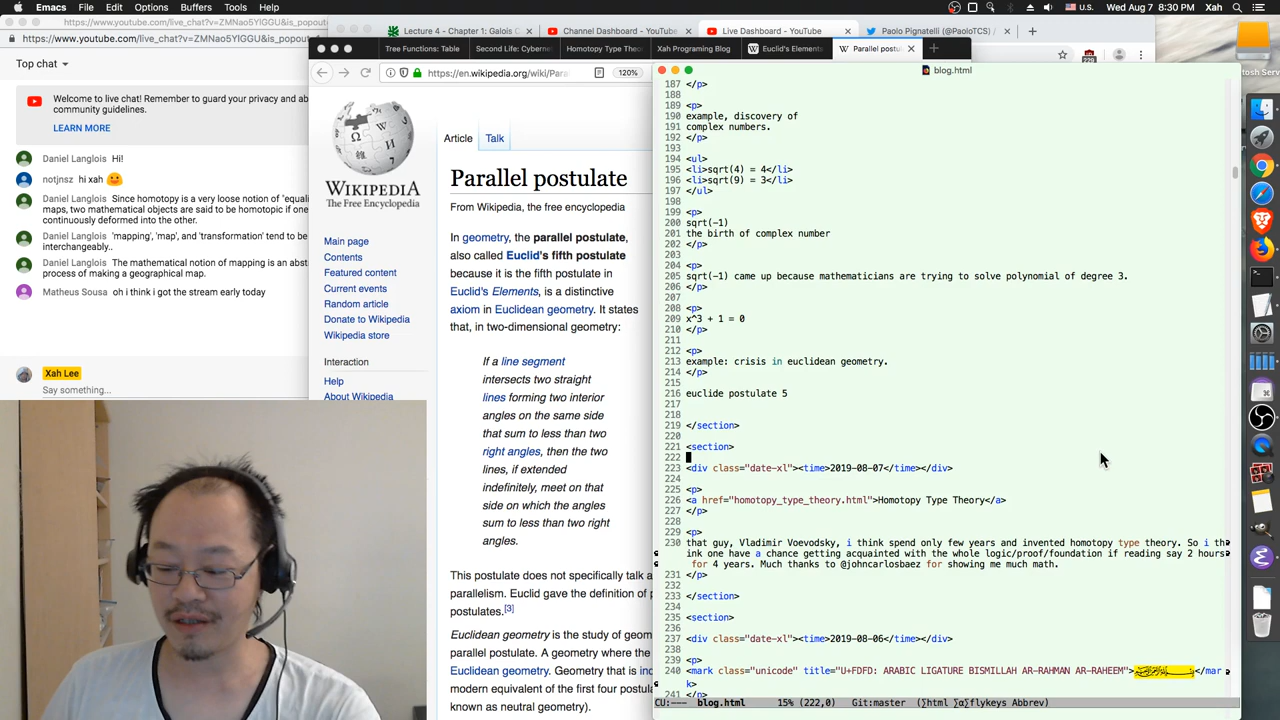 Emacs File Edit Options Buffers Tools Help
U.S. Wed Aug 7 8:30 PM Xah
https://youtube.com/live_chat?v=ZMNao5YIGGU&is_popout
https://www.youtube.com/live_chat?v=ZMNao5YIGGU&is_popou
Top chat
Welcome to live chat! Remember to guard your privacy and ab
community guidelines.
LEARN MORE
Daniel Langlois Hi!
notjnsz hi xah
Daniel Langlois Since homotopy is a very loose notion of "equali
maps, two mathematical objects are said to be homotopic if one
continuously deformed into the other.
Daniel Langlois 'mapping', 'map', and 'transformation' tend to be
interchangeably..
Daniel Langlois The mathematical notion of mapping is an abst
process of making a geographical map.
Matheus Sousa oh i think i got the stream early today
Xah Lee
Say something...
Lecture 4 - Chapter 1: Galois C
Channel Dashboard - YouTube
Live Dashboard - YouTube
Paolo Pignatelli (@PaoloTCS)
Tree Functions: Table
Second Life: Cyberne
Homotopy Type Theo
Xah Programing Blog
Euclid's Elements
Parallel postul
https://en.wikipedia.org/wiki/Para
120%
229
WIKIPEDIA
The Free Encyclopedia
Main page
Contents
Featured content
Current events
Random article
Donate to Wikipedia
Wikipedia store
Interaction
Help
About Wikipedia
Article Talk
Parallel postulate
From Wikipedia, the free encyclopedia
In geometry, the parallel postulate,
also called Euclid's fifth postulate
because it is the fifth postulate in
Euclid's Elements, is a distinctive
axiom in Euclidean geometry. It states
that, in two-dimensional geometry:
If a line segment
intersects two straight
lines forming two interior
angles on the same side
that sum to less than two
right angles, then the two
lines, if extended
indefinitely, meet on that
side on which the angles
sum to less than two right
angles.
This postulate does not specifically talk a
parallelism. Euclid gave the definition of p
postulates.[3]
Euclidean geometry is the study of geom
parallel postulate. A geometry where the
Euclidean geometry. Geometry that is ind
modern equivalent of the first four postula
known as neutral geometry).
blog.html
187 </p>
188
189 <p>
190 example, discovery of
191 complex numbers.
192 </p>
193
194 <ul>
195 <li>sqrt(4) = 4</li>
196 <li>sqrt(9) = 3</li>
197 </ul>
198
199 <p>
200 sqrt(-1)
201 the birth of complex number
202 </p>
203
204 <p>
205 sqrt(-1) came up because mathematicians are trying to solve polynomial of degree 3.
206 </p>
207
208 <p>
209 x^3 + 1 = 0
210 </p>
211
212 <p>
213 example: crisis in euclidean geometry.
214 </p>
215
216 euclide postulate 5
217
218
219 </section>
220
221 <section>
222
223 <div class="date-xl"><time>2019-08-07</time></div>
224
225 <p>
226 <a href="homotopy_type_theory.html">Homotopy Type Theory</a>
227 </p>
228
229 <p>
230 that guy, Vladimir Voevodsky, i think spend only few years and invented homotopy type theory. So i th
ink one have a chance getting acquainted with the whole logic/proof/foundation if reading say 2 hours
for 4 years. Much thanks to @johncarlosbaez for showing me much math.
231 </p>
232
233 </section>
234
235 <section>
236
237 <div class="date-xl"><time>2019-08-06</time></div>
238
239 <p>
240 <mark class="unicode" title="U+FDFD: ARABIC LIGATURE BISMILLAH AR-RAHMAN AR-RAHEEM">﷽</mar
k>
241 </p>
CU:--- blog.html 15% (222,0) Git:master (∑html ∑α∑flykeys Abbrev)